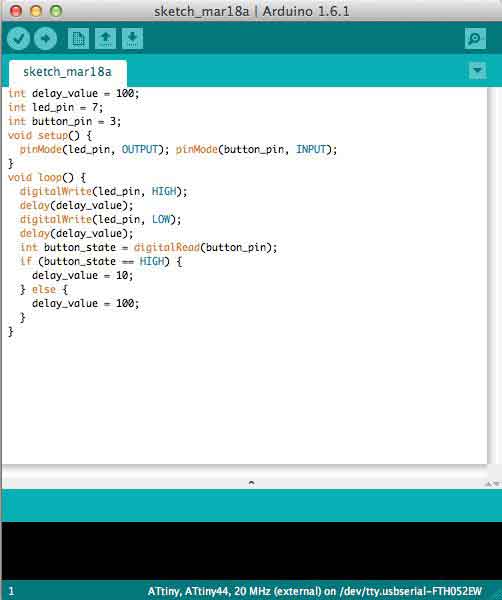 sketch_mar18a | Arduino 1.6.1
sketch_mar18a
int delay_value = 100;
int led_pin = 7;
int button_pin = 3;
void setup() {
  pinMode(led_pin, OUTPUT); pinMode(button_pin, INPUT);
}
void loop() {
  digitalWrite(led_pin, HIGH);
  delay(delay_value);
  digitalWrite(led_pin, LOW);
  delay(delay_value);
  int button_state = digitalRead(button_pin);
  if (button_state == HIGH) {
    delay_value = 10;
  } else {
    delay_value = 100;
  }
}
1 ATtiny, ATtiny44, 20 MHz (external) on /dev/tty.usbserial-FTH052EW